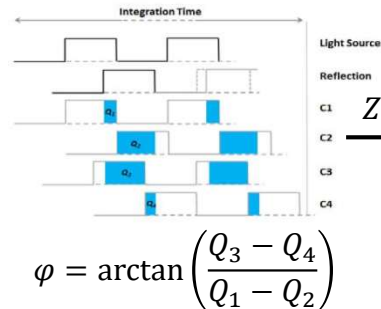 Integration Time
Light Source
Reflection
C1
Q₁
Z
C2
Q₂
C3
Q₃
C4
Q₄
φ = arctan((Q₃ − Q₄)/(Q₁ − Q₂))